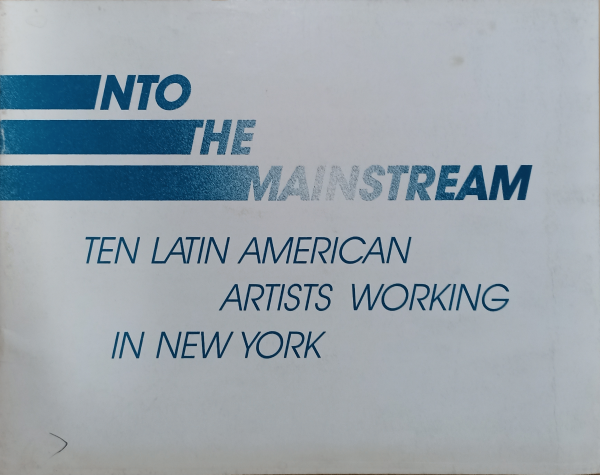 INTO
THE
MAINSTREAM
TEN LATIN AMERICAN
ARTISTS WORKING
IN NEW YORK